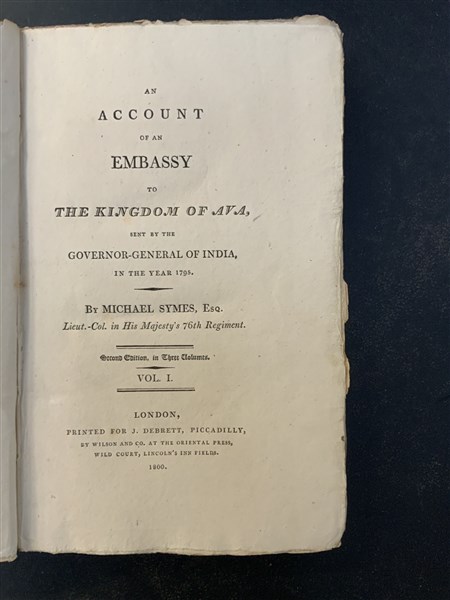 AN
ACCOUNT
OF AN
EMBASSY
TO
THE KINGDOM OF AVA,
SENT BY THE
GOVERNOR-GENERAL OF INDIA,
IN THE YEAR 1795.
BY MICHAEL SYMES, ESQ.
Lieut.-Col. in His Majesty's 76th Regiment.
Second Edition, in Three Volumes.
VOL. I.
LONDON,
PRINTED FOR J. DEBRETT, PICCADILLY,
BY WILSON AND CO. AT THE ORIENTAL PRESS,
WILD COURT, LINCOLN'S INN FIELDS.
1800.